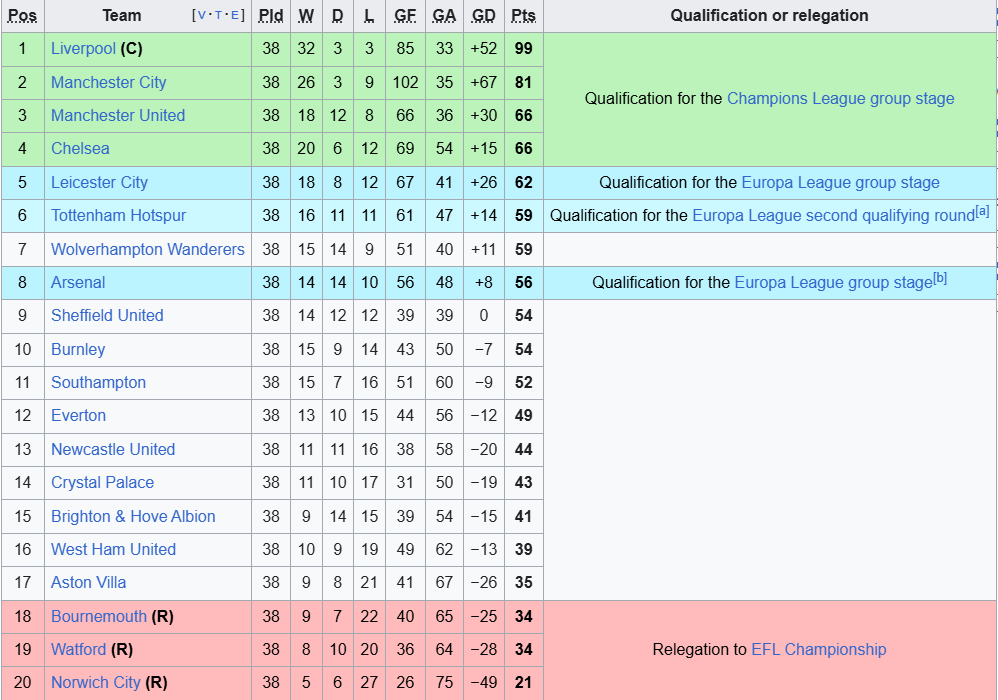 Pos Team [V·T·E] Pld W D L GF GA GD Pts Qualification or relegation
1 Liverpool (C) 38 32 3 3 85 33 +52 99
2 Manchester City 38 26 3 9 102 35 +67 81
Qualification for the Champions League group stage
3 Manchester United 38 18 12 8 66 36 +30 66
4 Chelsea 38 20 6 12 69 54 +15 66
5 Leicester City 38 18 8 12 67 41 +26 62 Qualification for the Europa League group stage
6 Tottenham Hotspur 38 16 11 11 61 47 +14 59 Qualification for the Europa League second qualifying round[a]
7 Wolverhampton Wanderers 38 15 14 9 51 40 +11 59
8 Arsenal 38 14 14 10 56 48 +8 56 Qualification for the Europa League group stage[b]
9 Sheffield United 38 14 12 12 39 39 0 54
10 Burnley 38 15 9 14 43 50 −7 54
11 Southampton 38 15 7 16 51 60 −9 52
12 Everton 38 13 10 15 44 56 −12 49
13 Newcastle United 38 11 11 16 38 58 −20 44
14 Crystal Palace 38 11 10 17 31 50 −19 43
15 Brighton & Hove Albion 38 9 14 15 39 54 −15 41
16 West Ham United 38 10 9 19 49 62 −13 39
17 Aston Villa 38 9 8 21 41 67 −26 35
18 Bournemouth (R) 38 9 7 22 40 65 −25 34
19 Watford (R) 38 8 10 20 36 64 −28 34 Relegation to EFL Championship
20 Norwich City (R) 38 5 6 27 26 75 −49 21